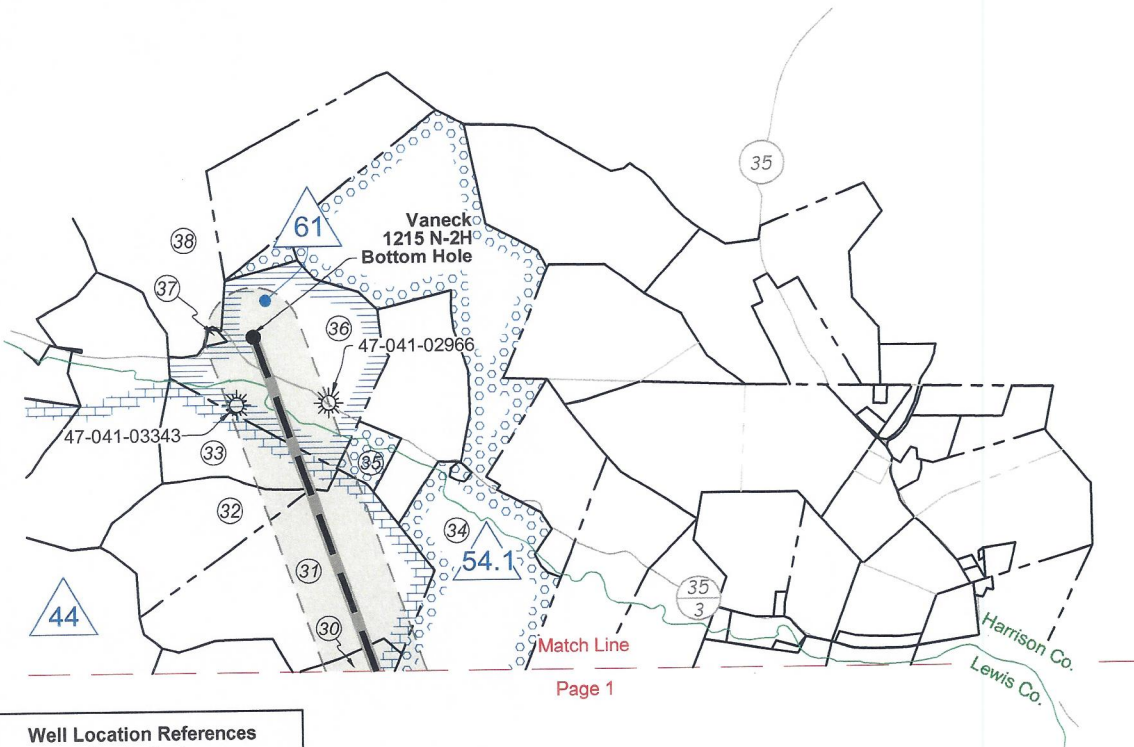 35
61
Vaneck
1215 N-2H
Bottom Hole
38
37
36
47-041-02966
47-041-03343
33
35
32
34
54.1
31
35
3
44
30
Match Line
Harrison Co.
Lewis Co.
Page 1
Well Location References